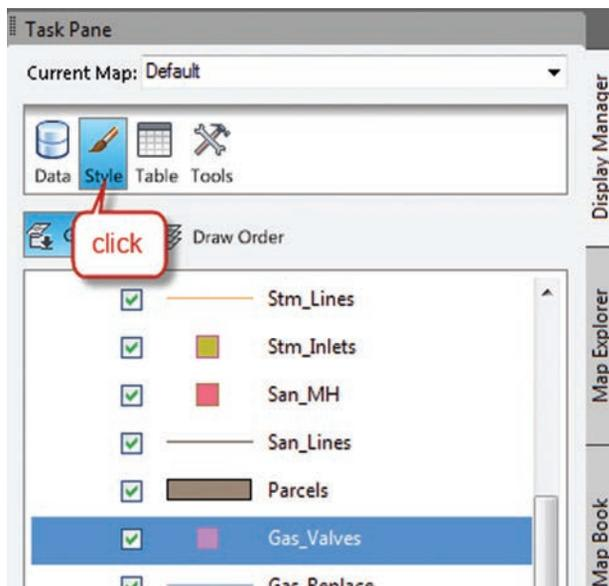 Task Pane
Current Map: Default
Data Style Table Tools
click
Draw Order
Stm_Lines
Stm_Inlets
San_MH
San_Lines
Parcels
Gas_Valves
Gas_Replace
Display Manager
Map Explorer
Map Book